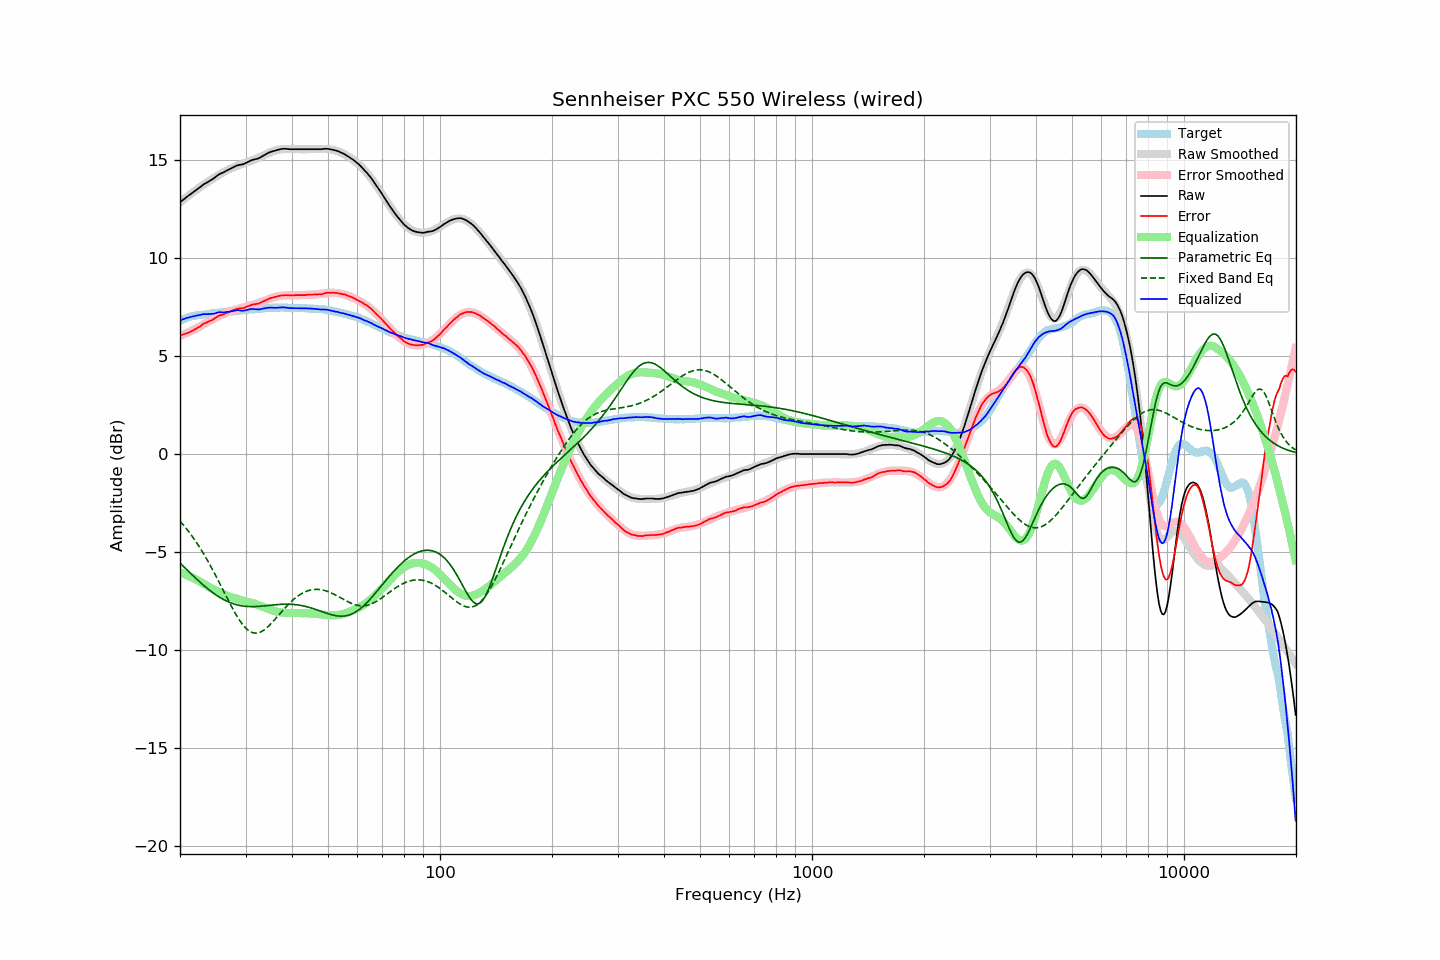 Sennheiser PXC 550 Wireless (wired)
Target
Raw Smoothed
Error Smoothed
Raw
Error
Equalization
Parametric Eq
Fixed Band Eq
Equalized
Amplitude (dBr)
15
10
5
0
−5
−10
−15
−20
100
1000
10000
Frequency (Hz)